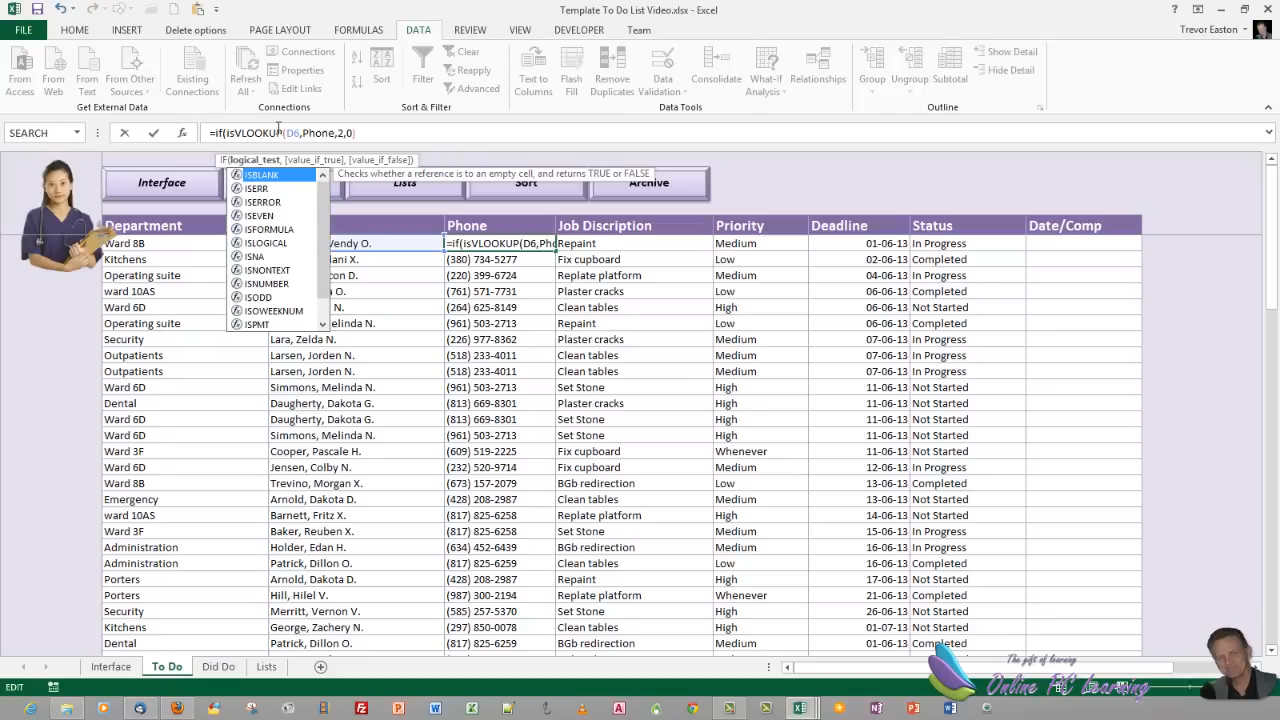 Template To Do List Video.xlsx - Excel
FILE HOME INSERT Delete options PAGE LAYOUT FORMULAS DATA REVIEW VIEW DEVELOPER Team Trevor Easton
From Access From Web From Text From Other Sources Existing Connections Refresh All Connections Properties Edit Links Sort Filter Clear Reapply Advanced Text to Columns Flash Fill Remove Duplicates Data Validation Consolidate What-If Analysis Relationships Group Ungroup Subtotal Show Detail Hide Detail
Get External Data Connections Sort & Filter Data Tools Outline
SEARCH =if(isVLOOKUP(D6,Phone,2,0)
IF(logical_test, [value_if_true], [value_if_false])
ISBLANK Checks whether a reference is to an empty cell, and returns TRUE or FALSE
ISERR
ISERROR
ISEVEN
ISFORMULA
ISLOGICAL
ISNA
ISNONTEXT
ISNUMBER
ISODD
ISOWEEKNUM
ISPMT
Interface Lists Sort Archive
Department Phone Job Discription Priority Deadline Status Date/Comp
Ward 8B Wendy O. =if(isVLOOKUP(D6,Pho Repaint Medium 01-06-13 In Progress
Kitchens ani X. (380) 734-5277 Fix cupboard Low 02-06-13 Completed
Operating suite con D. (220) 399-6724 Replate platform Medium 04-06-13 In Progress
ward 10AS a O. (761) 571-7731 Plaster cracks Low 06-06-13 Completed
Ward 6D N. (264) 625-8149 Clean tables High 06-06-13 Completed
Operating suite elinda N. (961) 503-2713 Repaint Low 06-06-13 Completed
Security Lara, Zelda N. (226) 977-8362 Plaster cracks Medium 07-06-13 In Progress
Outpatients Larsen, Jorden N. (518) 233-4011 Clean tables Medium 07-06-13 In Progress
Outpatients Larsen, Jorden N. (518) 233-4011 Clean tables Medium 07-06-13 In Progress
Ward 6D Simmons, Melinda N. (961) 503-2713 Set Stone High 11-06-13 Not Started
Dental Daugherty, Dakota G. (813) 669-8301 Plaster cracks High 11-06-13 Not Started
Ward 6D Daugherty, Dakota G. (813) 669-8301 Set Stone High 11-06-13 Not Started
Ward 6D Simmons, Melinda N. (961) 503-2713 Set Stone High 11-06-13 Not Started
Ward 3F Cooper, Pascale H. (609) 519-2225 Fix cupboard Whenever 11-06-13 Not Started
Ward 6D Jensen, Colby N. (232) 520-9714 Fix cupboard Medium 12-06-13 In Progress
Ward 8B Trevino, Morgan X. (673) 157-2079 BGb redirection Low 13-06-13 Completed
Emergency Arnold, Dakota D. (428) 208-2987 Clean tables Medium 13-06-13 Not Started
ward 10AS Barnett, Fritz X. (817) 825-6258 Replate platform High 14-06-13 Not Started
Ward 3F Baker, Reuben X. (817) 825-6258 Set Stone Medium 15-06-13 In Progress
Administration Holder, Edan H. (634) 452-6439 BGb redirection Medium 16-06-13 In Progress
Administration Patrick, Dillon O. (817) 825-6259 Clean tables Low 16-06-13 Completed
Porters Arnold, Dakota D. (428) 208-2987 Repaint High 17-06-13 Not Started
Porters Hill, Hilel V. (987) 300-2194 Replate platform Whenever 21-06-13 Completed
Security Merritt, Vernon V. (585) 257-5370 Set Stone High 26-06-13 Not Started
Kitchens George, Zachery N. (297) 850-0078 Clean tables High 01-07-13 Not Started
Dental Patrick, Dillon O. (817) 825-6259 BGb redirection Medium 01-06-13 Completed
Interface To Do Did Do Lists
The gift of learning
Online PC Learning
EDIT